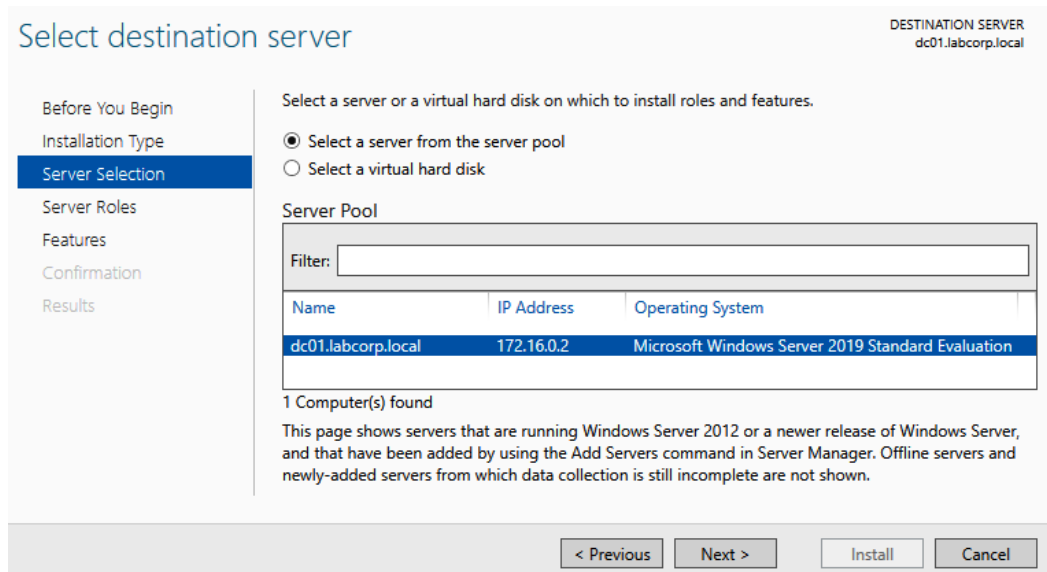 Select destination server
DESTINATION SERVER
dc01.labcorp.local
Before You Begin
Installation Type
Server Selection
Server Roles
Features
Confirmation
Results
Select a server or a virtual hard disk on which to install roles and features.
Select a server from the server pool
Select a virtual hard disk
Server Pool
Filter:
Name IP Address Operating System
dc01.labcorp.local 172.16.0.2 Microsoft Windows Server 2019 Standard Evaluation
1 Computer(s) found
This page shows servers that are running Windows Server 2012 or a newer release of Windows Server,
and that have been added by using the Add Servers command in Server Manager. Offline servers and
newly-added servers from which data collection is still incomplete are not shown.
< Previous Next > Install Cancel